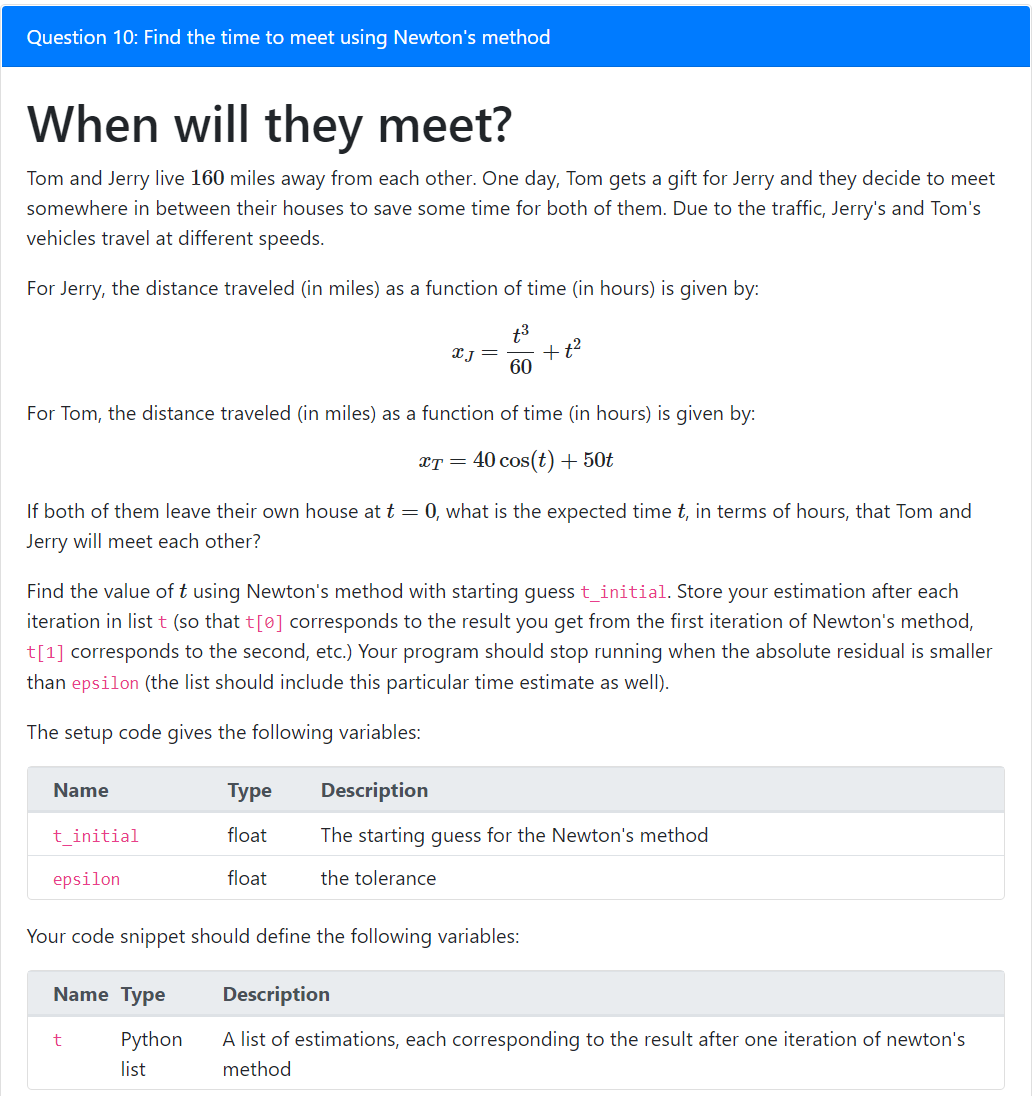 Question 10: Find the time to meet using Newton's method
When will they meet?
Tom and Jerry live 160 miles away from each other. One day, Tom gets a gift for Jerry and they decide to meet
somewhere in between their houses to save some time for both of them. Due to the traffic, Jerry's and Tom's
vehicles travel at different speeds.
For Jerry, the distance traveled (in miles) as a function of time (in hours) is given by:
x_J = t^3/60 + t^2
For Tom, the distance traveled (in miles) as a function of time (in hours) is given by:
x_T = 40 cos(t) + 50t
If both of them leave their own house at t = 0, what is the expected time t, in terms of hours, that Tom and
Jerry will meet each other?
Find the value of t using Newton's method with starting guess t_initial. Store your estimation after each
iteration in list t (so that t[0] corresponds to the result you get from the first iteration of Newton's method,
t[1] corresponds to the second, etc.) Your program should stop running when the absolute residual is smaller
than epsilon (the list should include this particular time estimate as well).
The setup code gives the following variables:
Name Type Description
t_initial float The starting guess for the Newton's method
epsilon float the tolerance
Your code snippet should define the following variables:
Name Type Description
t Python list A list of estimations, each corresponding to the result after one iteration of newton's
method